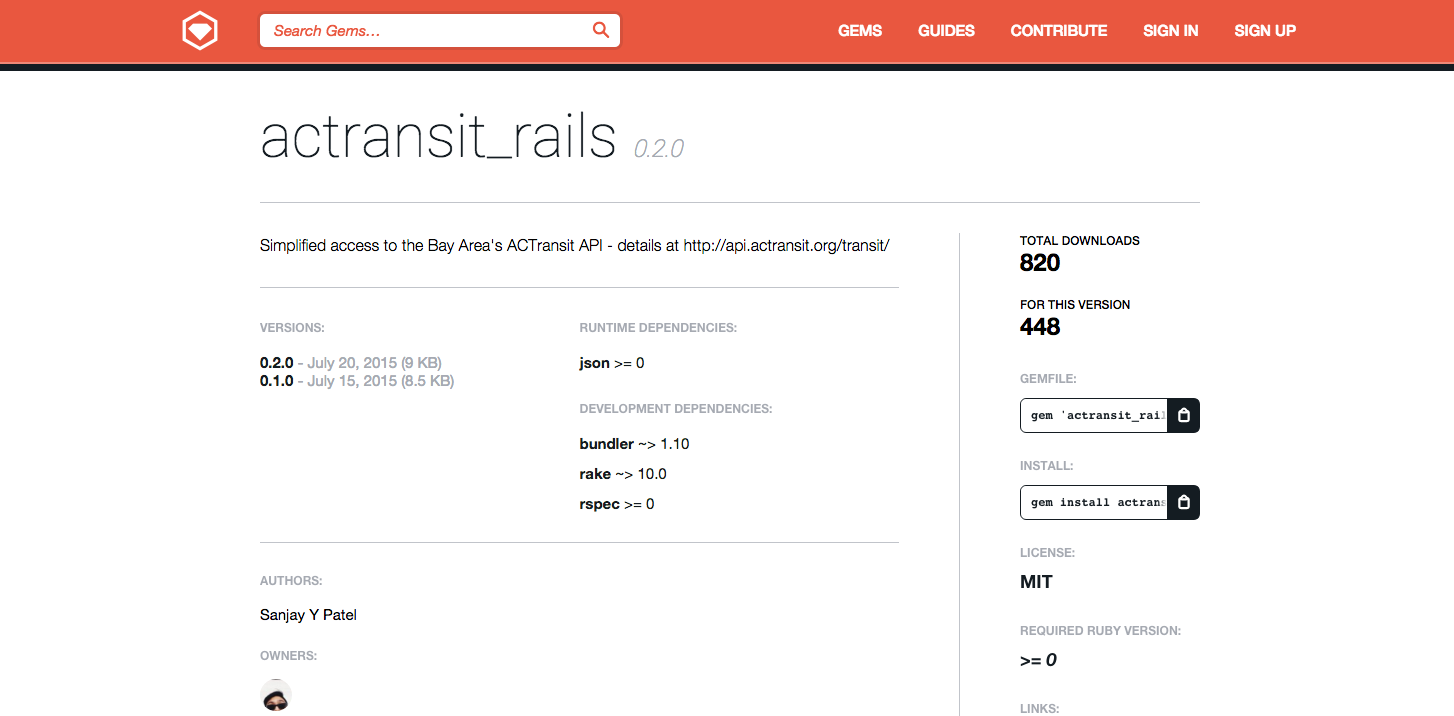 Search Gems…
GEMS GUIDES CONTRIBUTE SIGN IN SIGN UP
actransit_rails 0.2.0
Simplified access to the Bay Area's ACTransit API - details at http://api.actransit.org/transit/
VERSIONS:
0.2.0 - July 20, 2015 (9 KB)
0.1.0 - July 15, 2015 (8.5 KB)
RUNTIME DEPENDENCIES:
json >= 0
DEVELOPMENT DEPENDENCIES:
bundler ~> 1.10
rake ~> 10.0
rspec >= 0
AUTHORS:
Sanjay Y Patel
OWNERS:
TOTAL DOWNLOADS
820
FOR THIS VERSION
448
GEMFILE:
gem 'actransit_rail
INSTALL:
gem install actrans
LICENSE:
MIT
REQUIRED RUBY VERSION:
>= 0
LINKS: